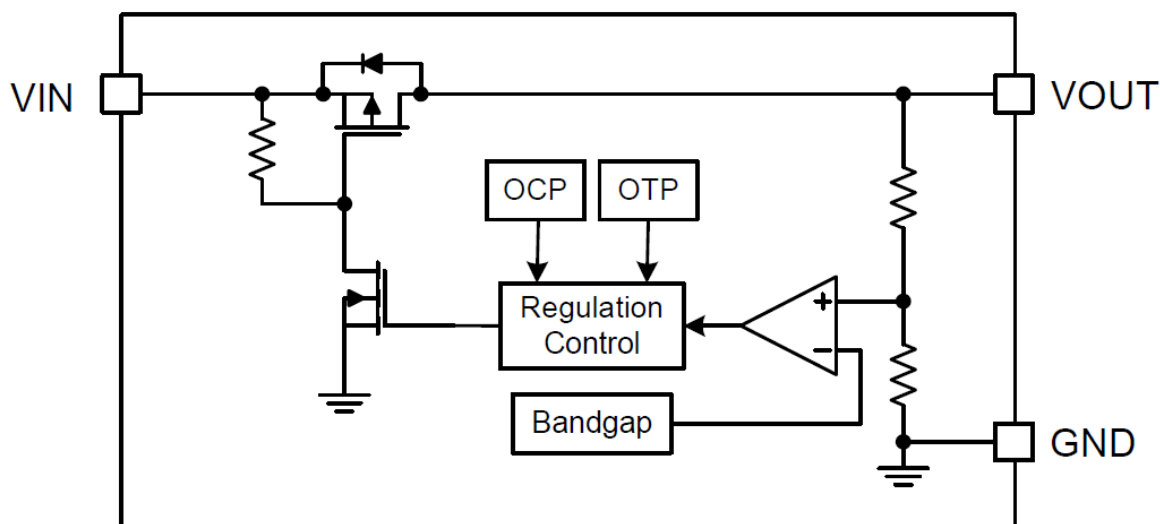 VIN
VOUT
OCP
OTP
Regulation
Control
+
−
Bandgap
GND